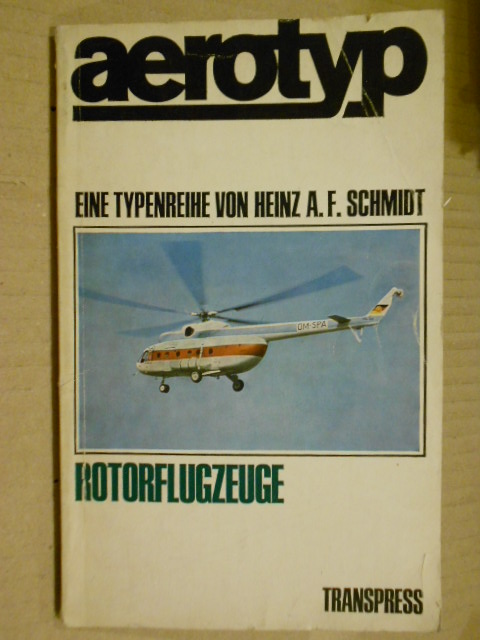 aerotyp
EINE TYPENREIHE VON HEINZ A. F. SCHMIDT
DM-SPA
ROTORFLUGZEUGE
TRANSPRESS